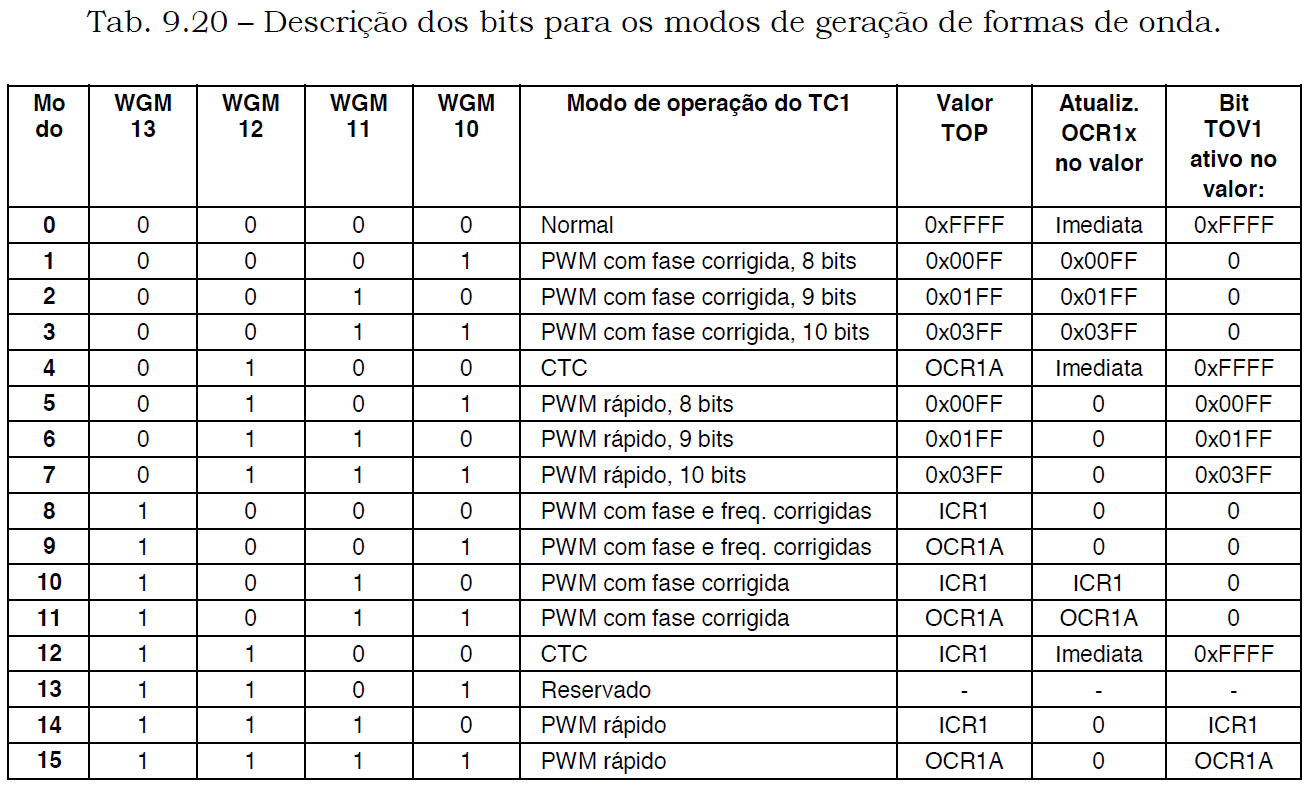 Tab. 9.20 – Descrição dos bits para os modos de geração de formas de onda.
Mo do WGM 13 WGM 12 WGM 11 WGM 10 Modo de operação do TC1 Valor TOP Atualiz. OCR1x no valor Bit TOV1 ativo no valor:
0 0 0 0 0 Normal 0xFFFF Imediata 0xFFFF
1 0 0 0 1 PWM com fase corrigida, 8 bits 0x00FF 0x00FF 0
2 0 0 1 0 PWM com fase corrigida, 9 bits 0x01FF 0x01FF 0
3 0 0 1 1 PWM com fase corrigida, 10 bits 0x03FF 0x03FF 0
4 0 1 0 0 CTC OCR1A Imediata 0xFFFF
5 0 1 0 1 PWM rápido, 8 bits 0x00FF 0 0x00FF
6 0 1 1 0 PWM rápido, 9 bits 0x01FF 0 0x01FF
7 0 1 1 1 PWM rápido, 10 bits 0x03FF 0 0x03FF
8 1 0 0 0 PWM com fase e freq. corrigidas ICR1 0 0
9 1 0 0 1 PWM com fase e freq. corrigidas OCR1A 0 0
10 1 0 1 0 PWM com fase corrigida ICR1 ICR1 0
11 1 0 1 1 PWM com fase corrigida OCR1A OCR1A 0
12 1 1 0 0 CTC ICR1 Imediata 0xFFFF
13 1 1 0 1 Reservado - - -
14 1 1 1 0 PWM rápido ICR1 0 ICR1
15 1 1 1 1 PWM rápido OCR1A 0 OCR1A